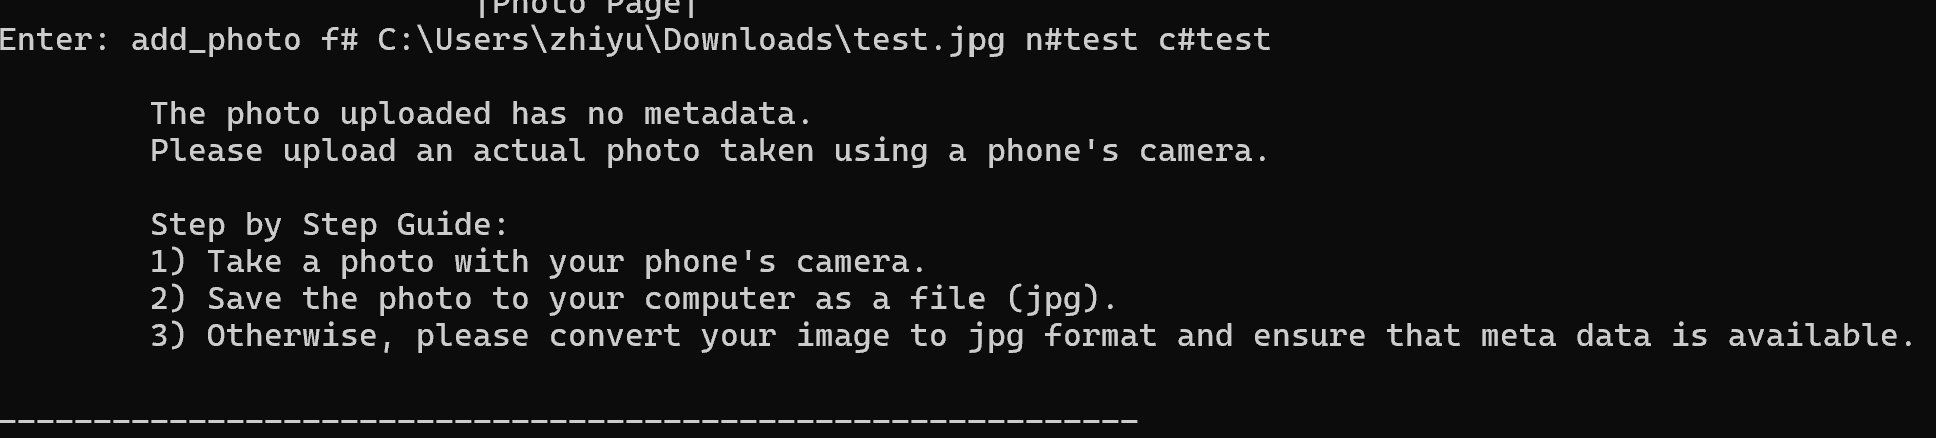 |Photo Page|
Enter: add_photo f# C:\Users\zhiyu\Downloads\test.jpg n#test c#test
The photo uploaded has no metadata.
Please upload an actual photo taken using a phone's camera.
Step by Step Guide:
1) Take a photo with your phone's camera.
2) Save the photo to your computer as a file (jpg).
3) Otherwise, please convert your image to jpg format and ensure that meta data is available.
____________________________________________________________